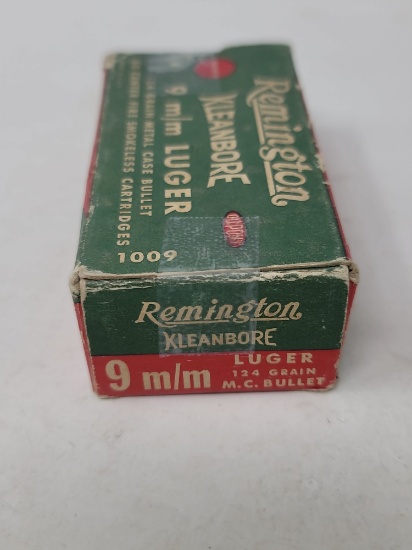 Remington
KLEANBORE
9 m/m LUGER
124 GRAIN METAL CASE BULLET
50 CENTER FIRE SMOKELESS CARTRIDGES
1009
Remington
KLEANBORE
9 m/m
LUGER
124 GRAIN
M.C. BULLET